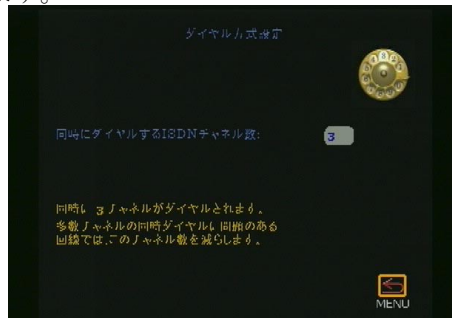 す。
ダイヤル方式設定
同時にダイヤルするISDNチャネル数:
3
同時に 3チャネルがダイヤルされます。
多数チャネルの同時ダイヤルに問題のある
回線では、このチャネル数を減らします。
MENU